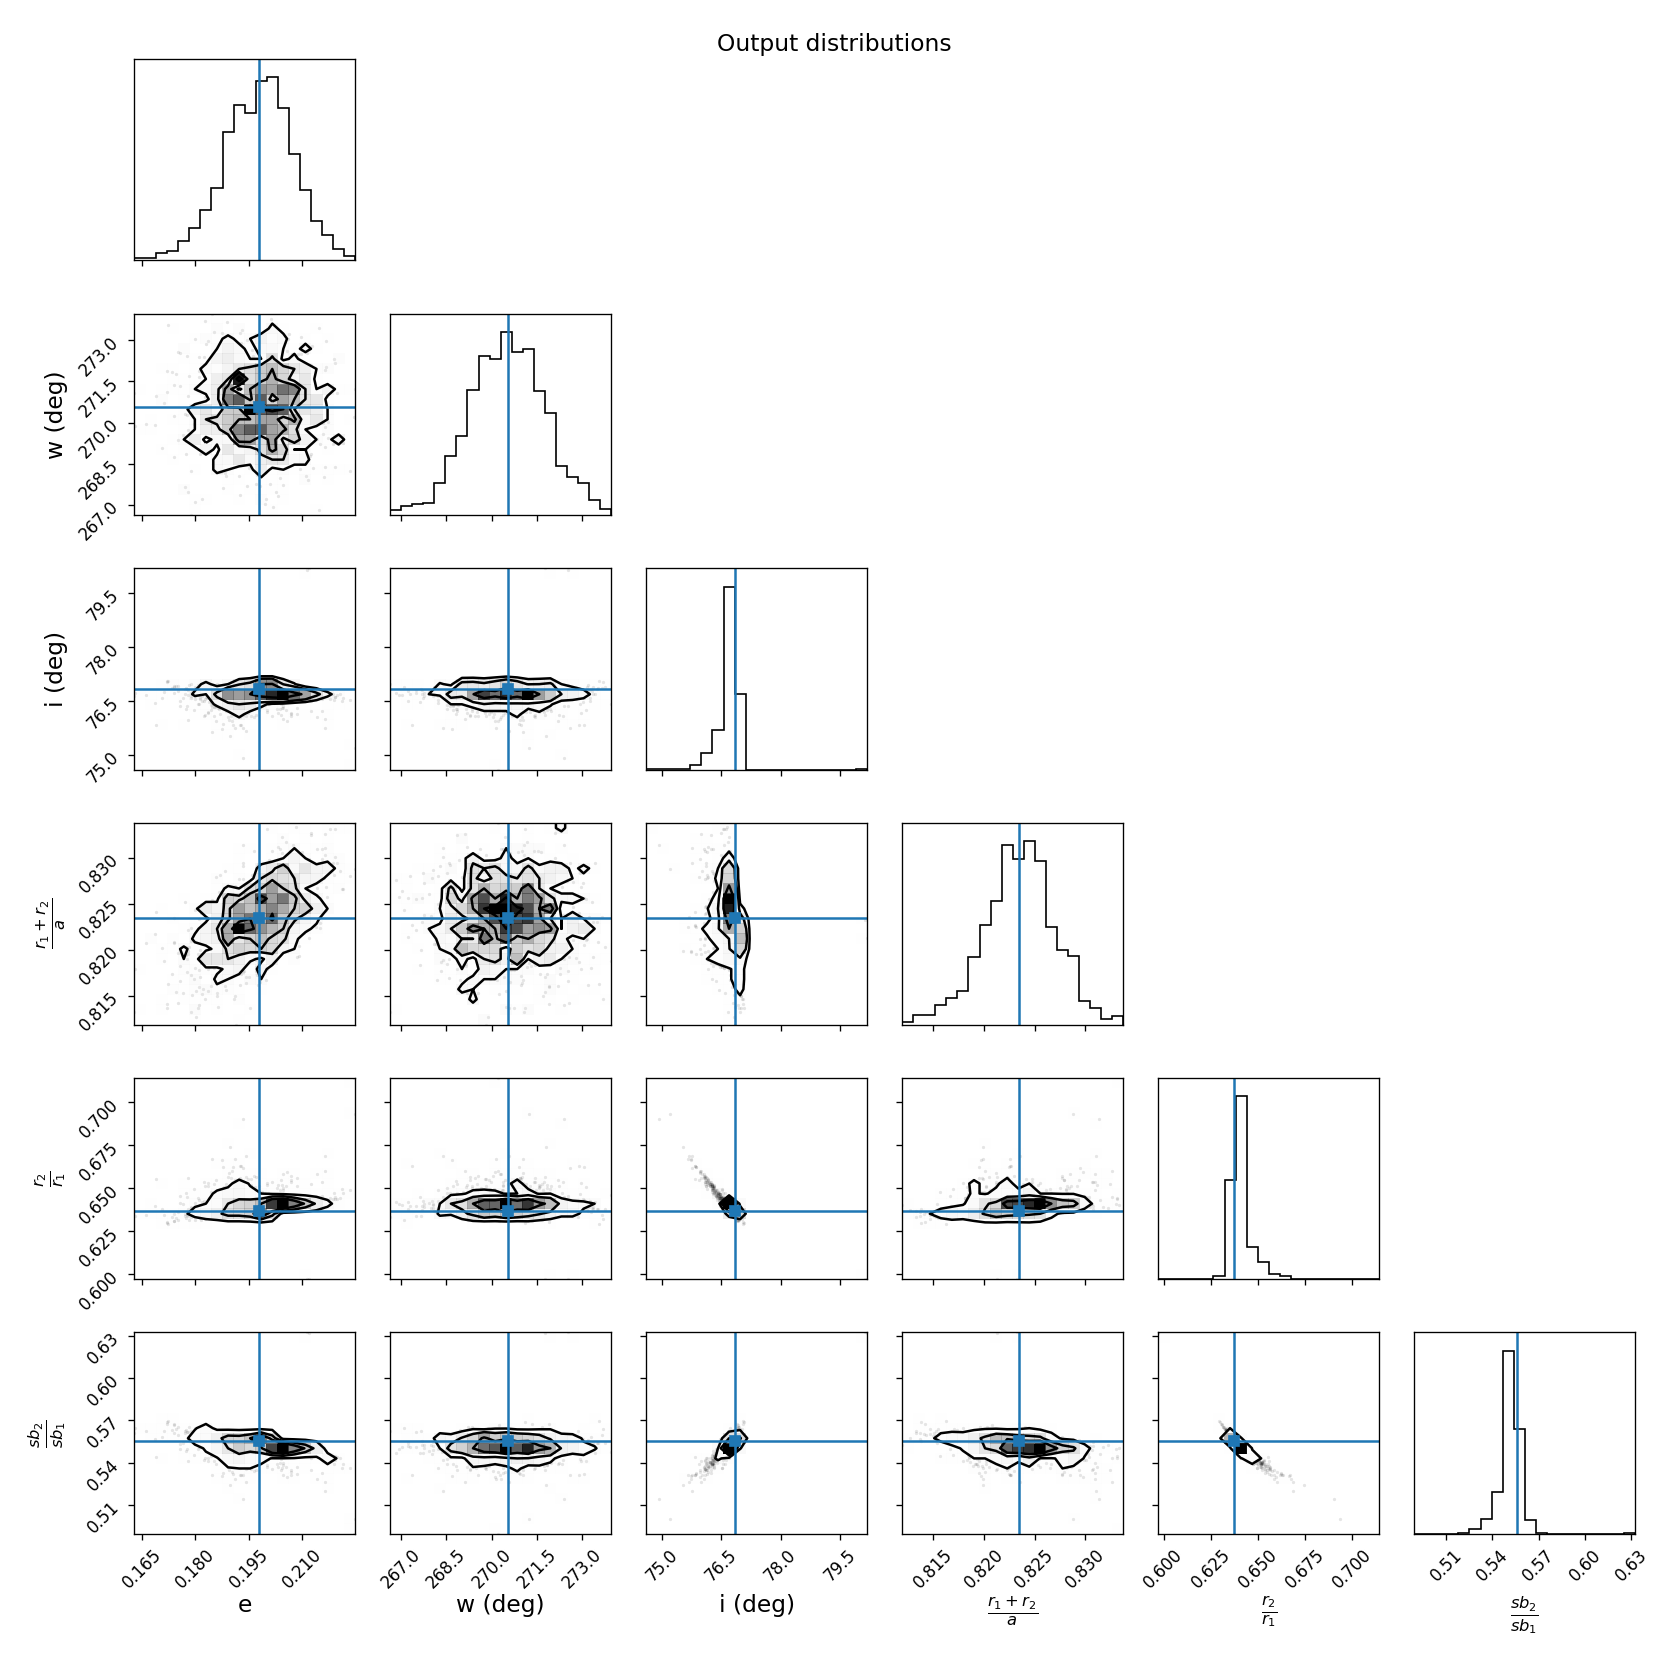 Output distributions
w (deg)
273.0
271.5
270.0
268.5
267.0
i (deg)
79.5
78.0
76.5
75.0
r₁ + r₂
a
0.830
0.825
0.820
0.815
r₂
r₁
0.700
0.675
0.650
0.625
0.600
sb₂
sb₁
0.63
0.60
0.57
0.54
0.51
0.165 0.180 0.195 0.210
267.0 268.5 270.0 271.5 273.0
75.0 76.5 78.0 79.5
0.815 0.820 0.825 0.830
0.600 0.625 0.650 0.675 0.700
0.51 0.54 0.57 0.60 0.63
e
w (deg)
i (deg)
r₁ + r₂
a
r₂
r₁
sb₂
sb₁